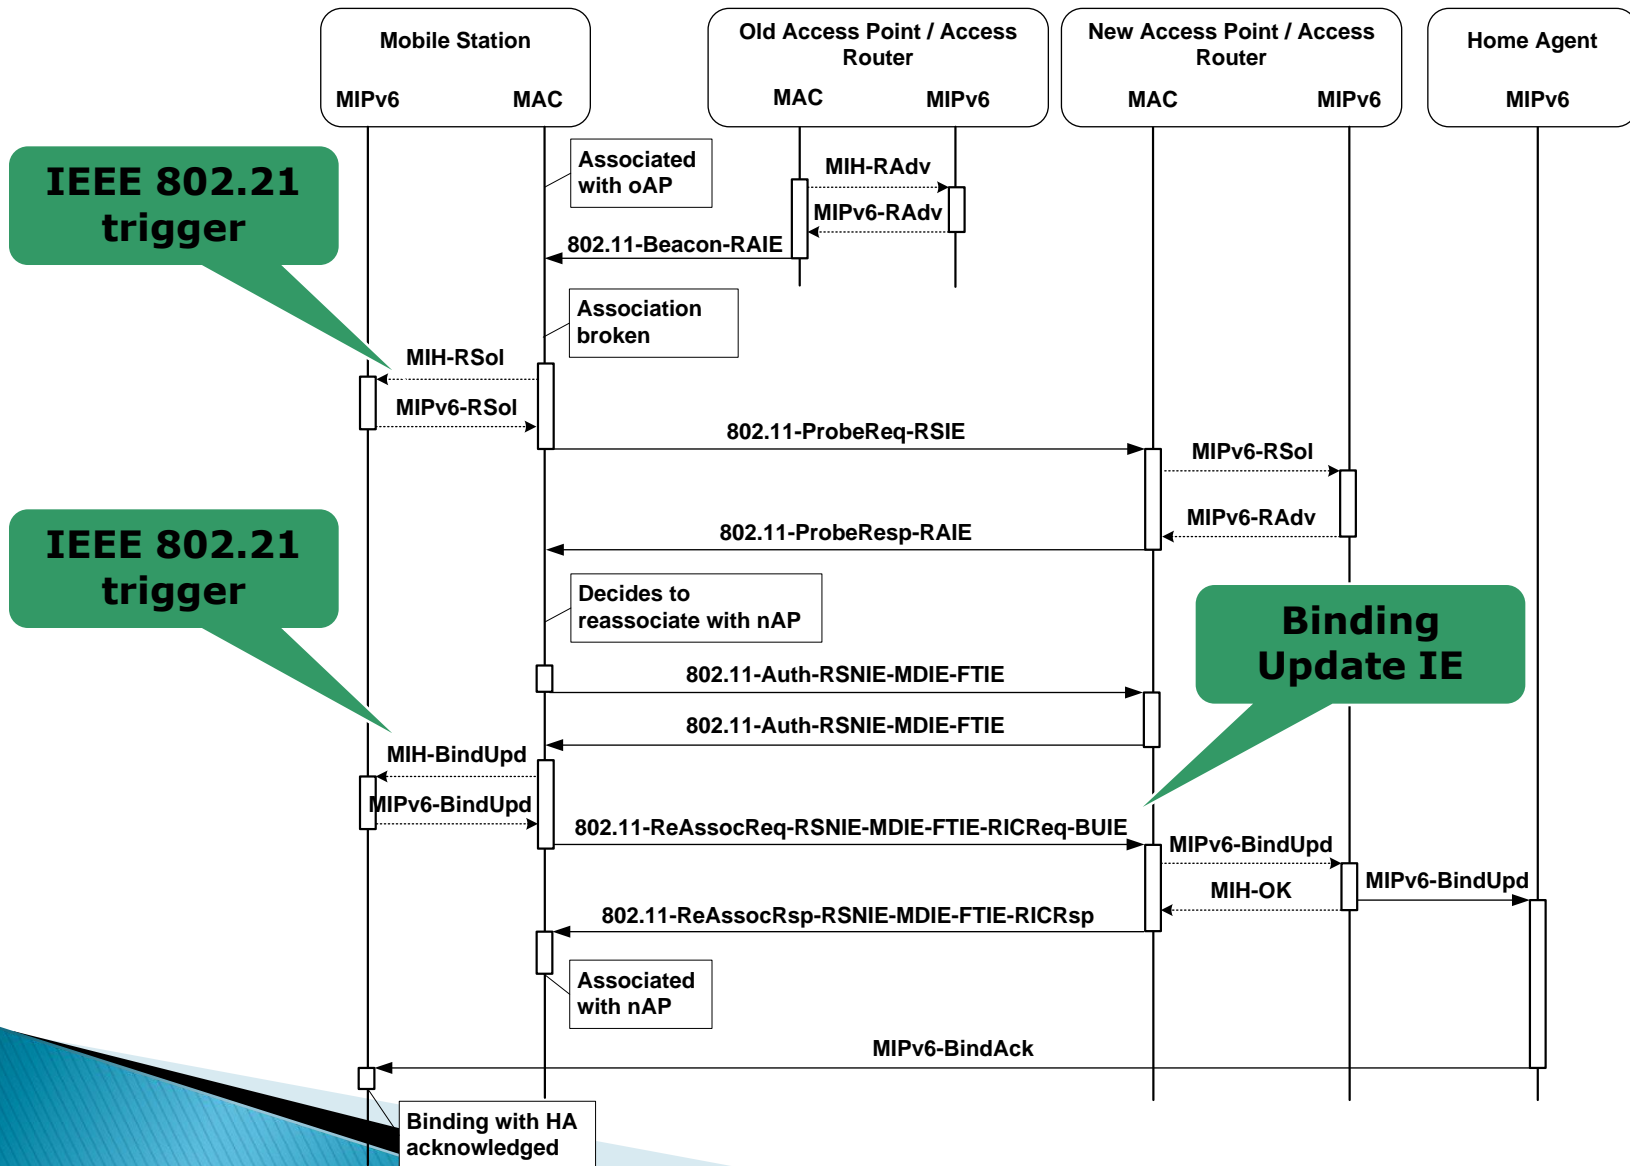 Mobile Station
MIPv6 MAC
Old Access Point / Access
Router
MAC MIPv6
New Access Point / Access
Router
MAC MIPv6
Home Agent
MIPv6
Associated
with oAP
MIH-RAdv
MIPv6-RAdv
802.11-Beacon-RAIE
IEEE 802.21
trigger
Association
broken
MIH-RSol
MIPv6-RSol
802.11-ProbeReq-RSIE
MIPv6-RSol
MIPv6-RAdv
802.11-ProbeResp-RAIE
IEEE 802.21
trigger
Decides to
reassociate with nAP
Binding
Update IE
802.11-Auth-RSNIE-MDIE-FTIE
802.11-Auth-RSNIE-MDIE-FTIE
MIH-BindUpd
MIPv6-BindUpd
802.11-ReAssocReq-RSNIE-MDIE-FTIE-RICReq-BUIE
MIPv6-BindUpd
MIPv6-BindUpd
MIH-OK
802.11-ReAssocRsp-RSNIE-MDIE-FTIE-RICRsp
Associated
with nAP
MIPv6-BindAck
Binding with HA
acknowledged